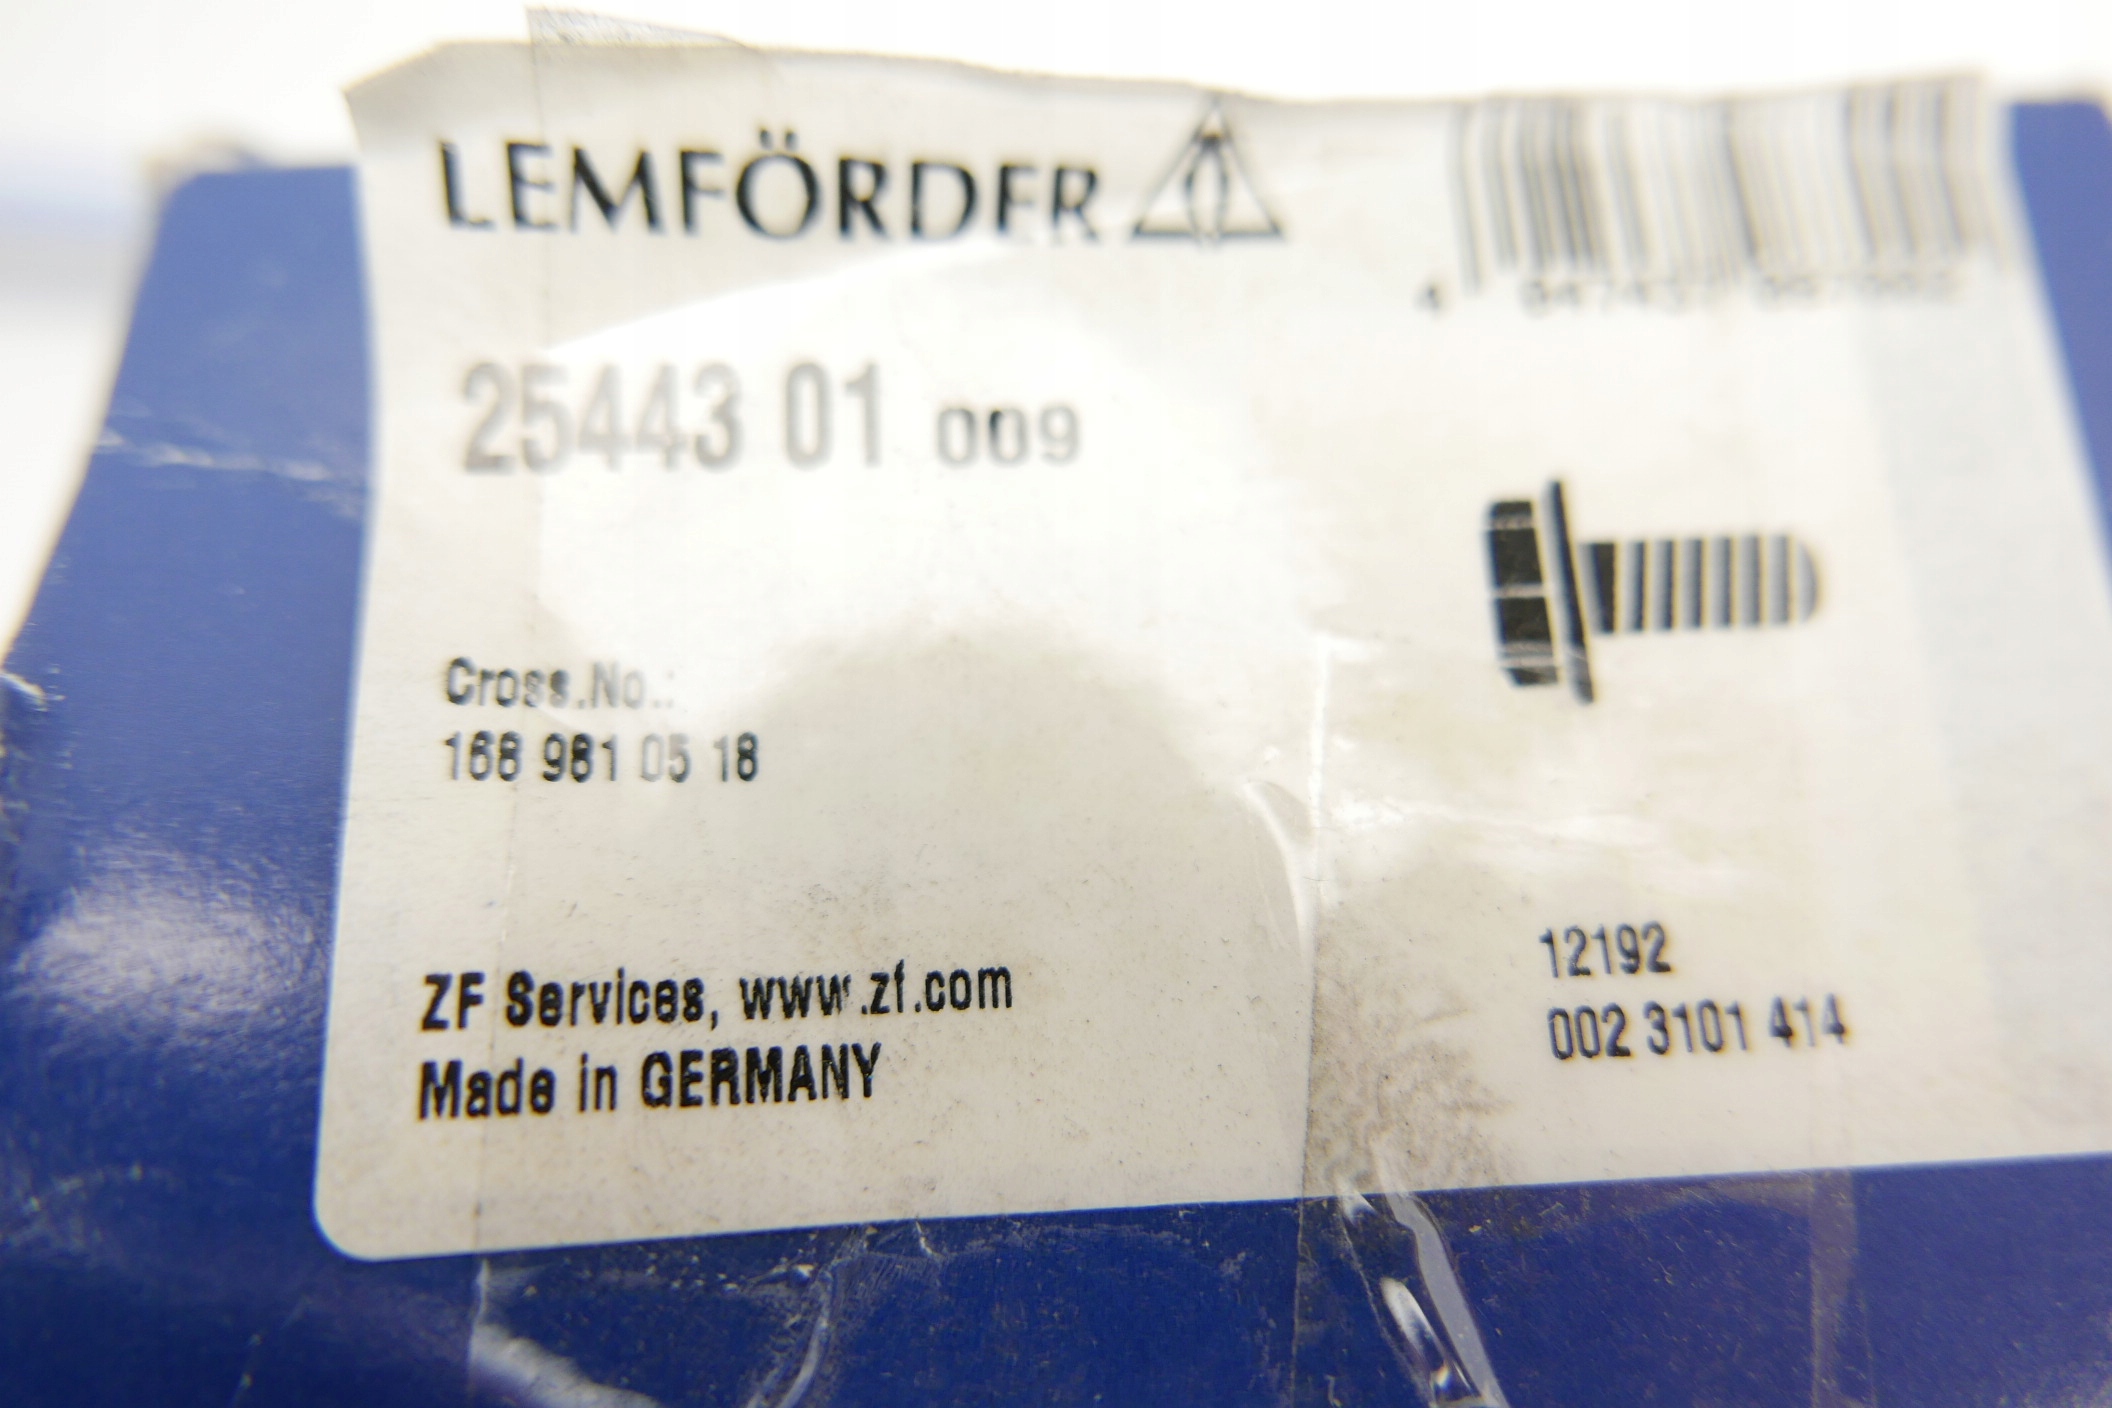 LEMFÖRDER
25443 01 009
Cross.No.:
168 981 05 18
ZF Services, www.zf.com
Made in GERMANY
12192
002 3101 414